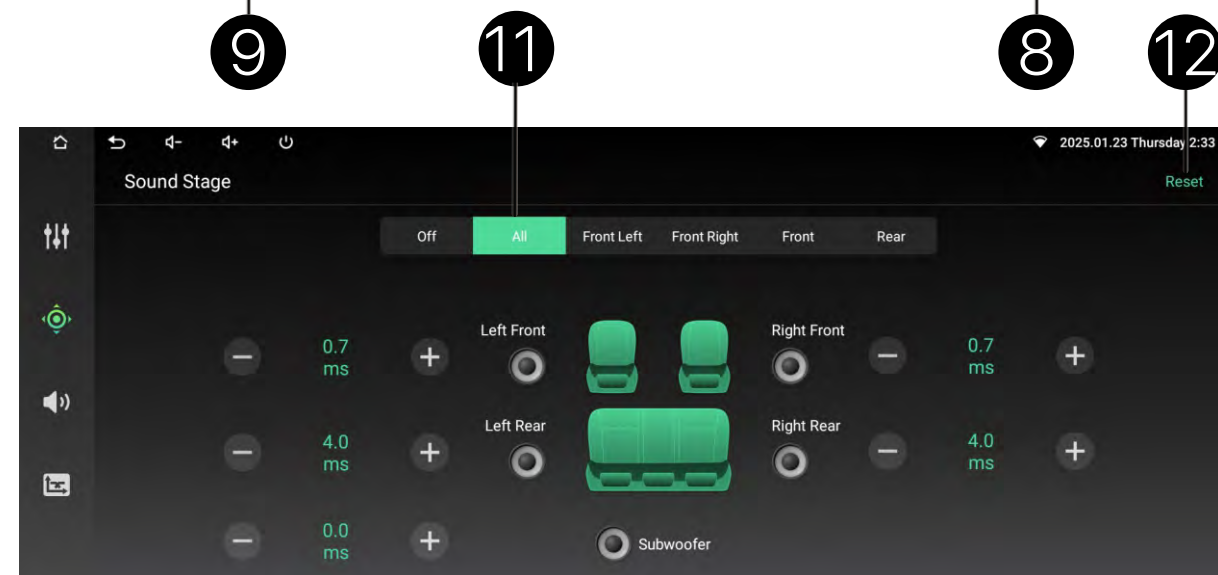 9 11 8 12
2025.01.23 Thursday 2:33
Sound Stage Reset
Off All Front Left Front Right Front Rear
Left Front Right Front
0.7 ms 0.7 ms
Left Rear Right Rear
4.0 ms 4.0 ms
0.0 ms Subwoofer